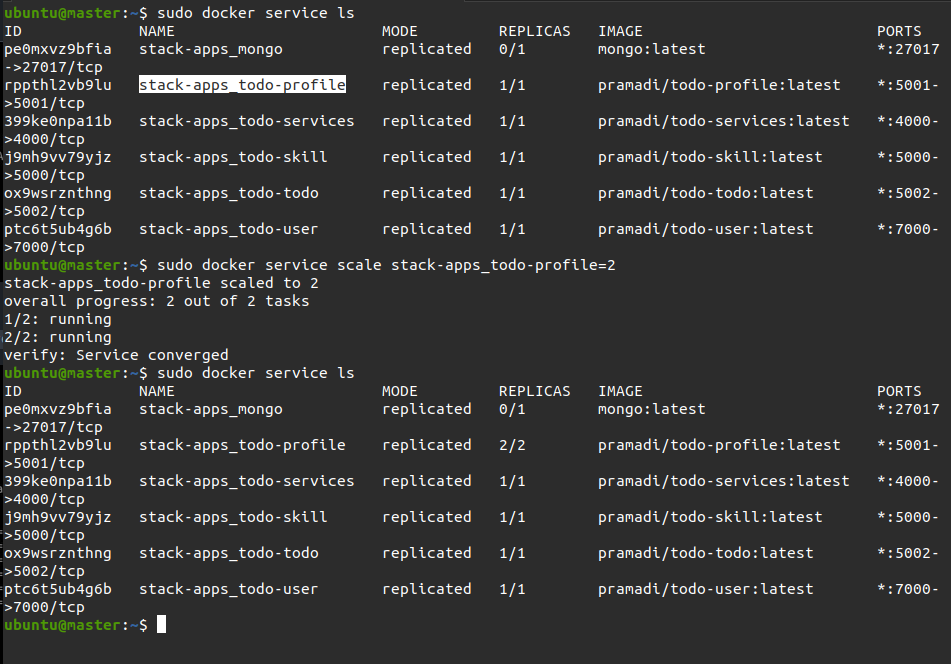 ubuntu@master:~$ sudo docker service ls
ID NAME MODE REPLICAS IMAGE PORTS
pe0mxvz9bfia stack-apps_mongo replicated 0/1 mongo:latest *:27017
->27017/tcp
rppthl2vb9lu stack-apps_todo-profile replicated 1/1 pramadi/todo-profile:latest *:5001-
>5001/tcp
399ke0npa11b stack-apps_todo-services replicated 1/1 pramadi/todo-services:latest *:4000-
>4000/tcp
j9mh9vv79yjz stack-apps_todo-skill replicated 1/1 pramadi/todo-skill:latest *:5000-
>5000/tcp
ox9wsrznthng stack-apps_todo-todo replicated 1/1 pramadi/todo-todo:latest *:5002-
>5002/tcp
ptc6t5ub4g6b stack-apps_todo-user replicated 1/1 pramadi/todo-user:latest *:7000-
>7000/tcp
ubuntu@master:~$ sudo docker service scale stack-apps_todo-profile=2
stack-apps_todo-profile scaled to 2
overall progress: 2 out of 2 tasks
1/2: running
2/2: running
verify: Service converged
ubuntu@master:~$ sudo docker service ls
ID NAME MODE REPLICAS IMAGE PORTS
pe0mxvz9bfia stack-apps_mongo replicated 0/1 mongo:latest *:27017
->27017/tcp
rppthl2vb9lu stack-apps_todo-profile replicated 2/2 pramadi/todo-profile:latest *:5001-
>5001/tcp
399ke0npa11b stack-apps_todo-services replicated 1/1 pramadi/todo-services:latest *:4000-
>4000/tcp
j9mh9vv79yjz stack-apps_todo-skill replicated 1/1 pramadi/todo-skill:latest *:5000-
>5000/tcp
ox9wsrznthng stack-apps_todo-todo replicated 1/1 pramadi/todo-todo:latest *:5002-
>5002/tcp
ptc6t5ub4g6b stack-apps_todo-user replicated 1/1 pramadi/todo-user:latest *:7000-
>7000/tcp
ubuntu@master:~$